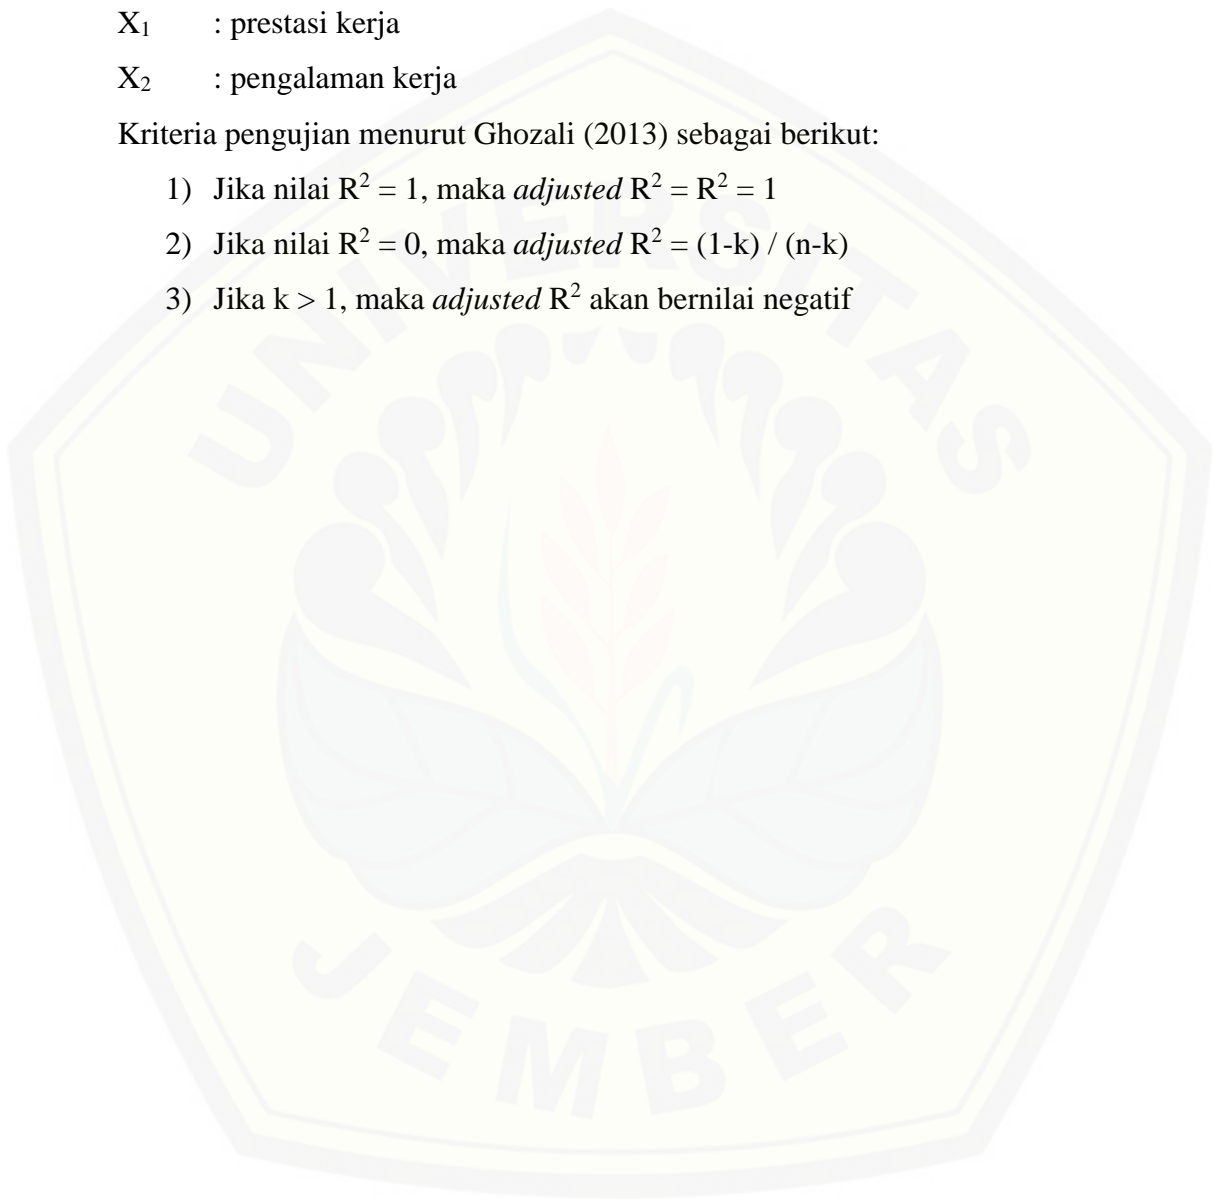 X₁ : prestasi kerja
X₂ : pengalaman kerja
Kriteria pengujian menurut Ghozali (2013) sebagai berikut:
1) Jika nilai R² = 1, maka adjusted R² = R² = 1
2) Jika nilai R² = 0, maka adjusted R² = (1-k) / (n-k)
3) Jika k > 1, maka adjusted R² akan bernilai negatif
UNIVERSITAS
JEMBER